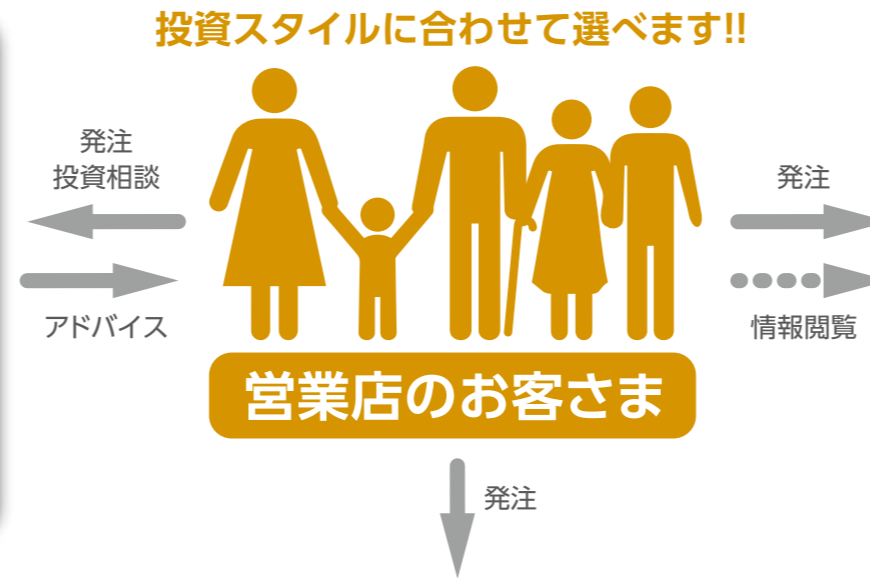 投資スタイルに合わせて選べます!!
発注
投資相談
アドバイス
発注
情報閲覧
営業店のお客さま
発注